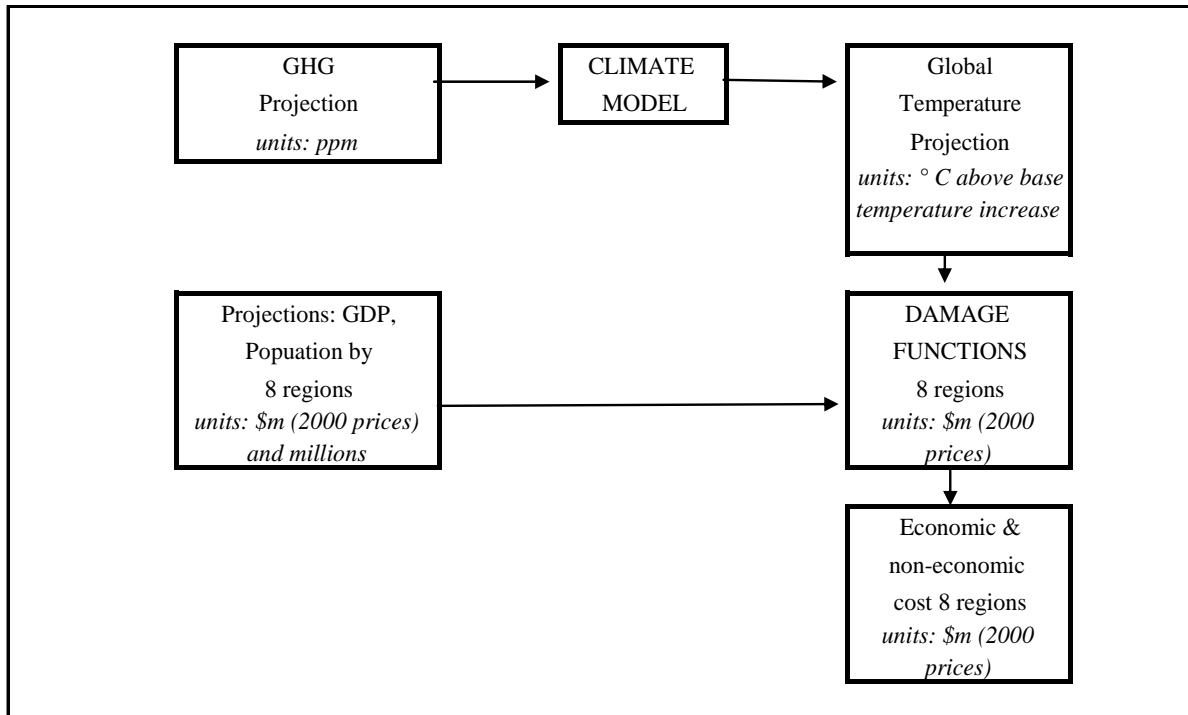 GHG
Projection
units: ppm
CLIMATE
MODEL
Global
Temperature
Projection
units: ° C above base
temperature increase
Projections: GDP,
Popuation by
8 regions
units: $m (2000 prices)
and millions
DAMAGE
FUNCTIONS
8 regions
units: $m (2000
prices)
Economic &
non-economic
cost 8 regions
units: $m (2000
prices)